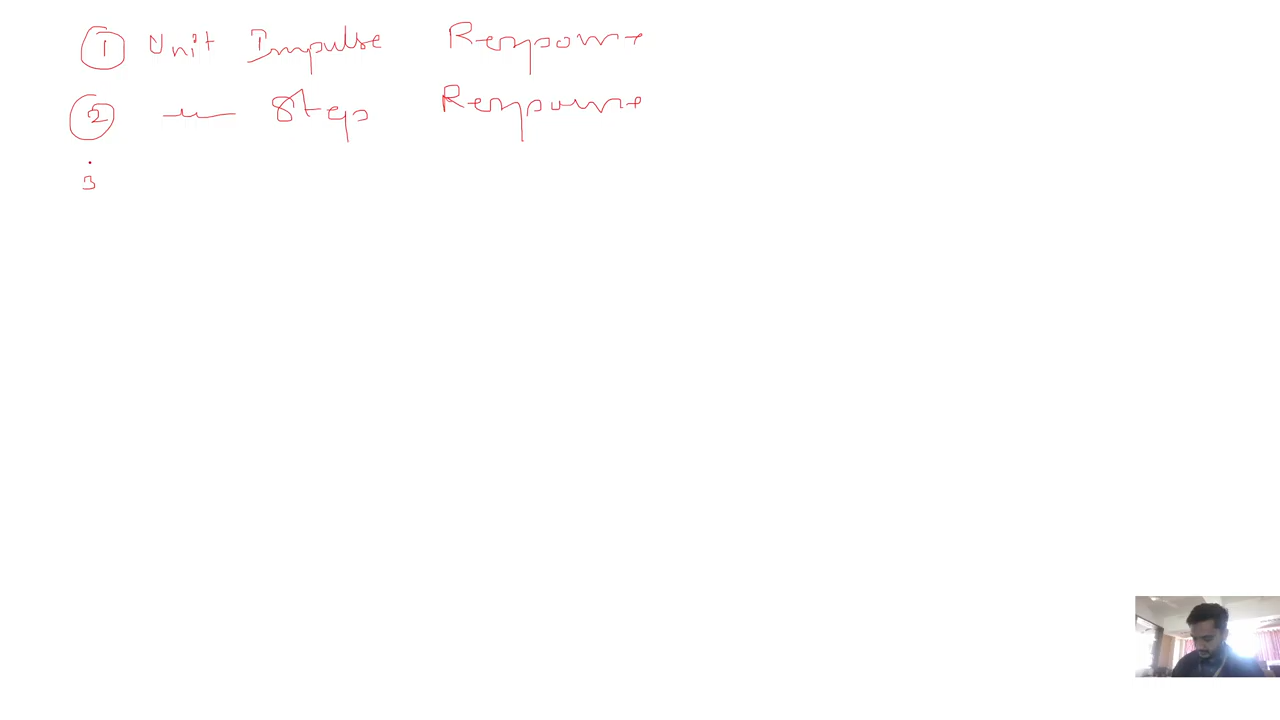 ① Unit Impulse Response
② —〃— Step Response
3